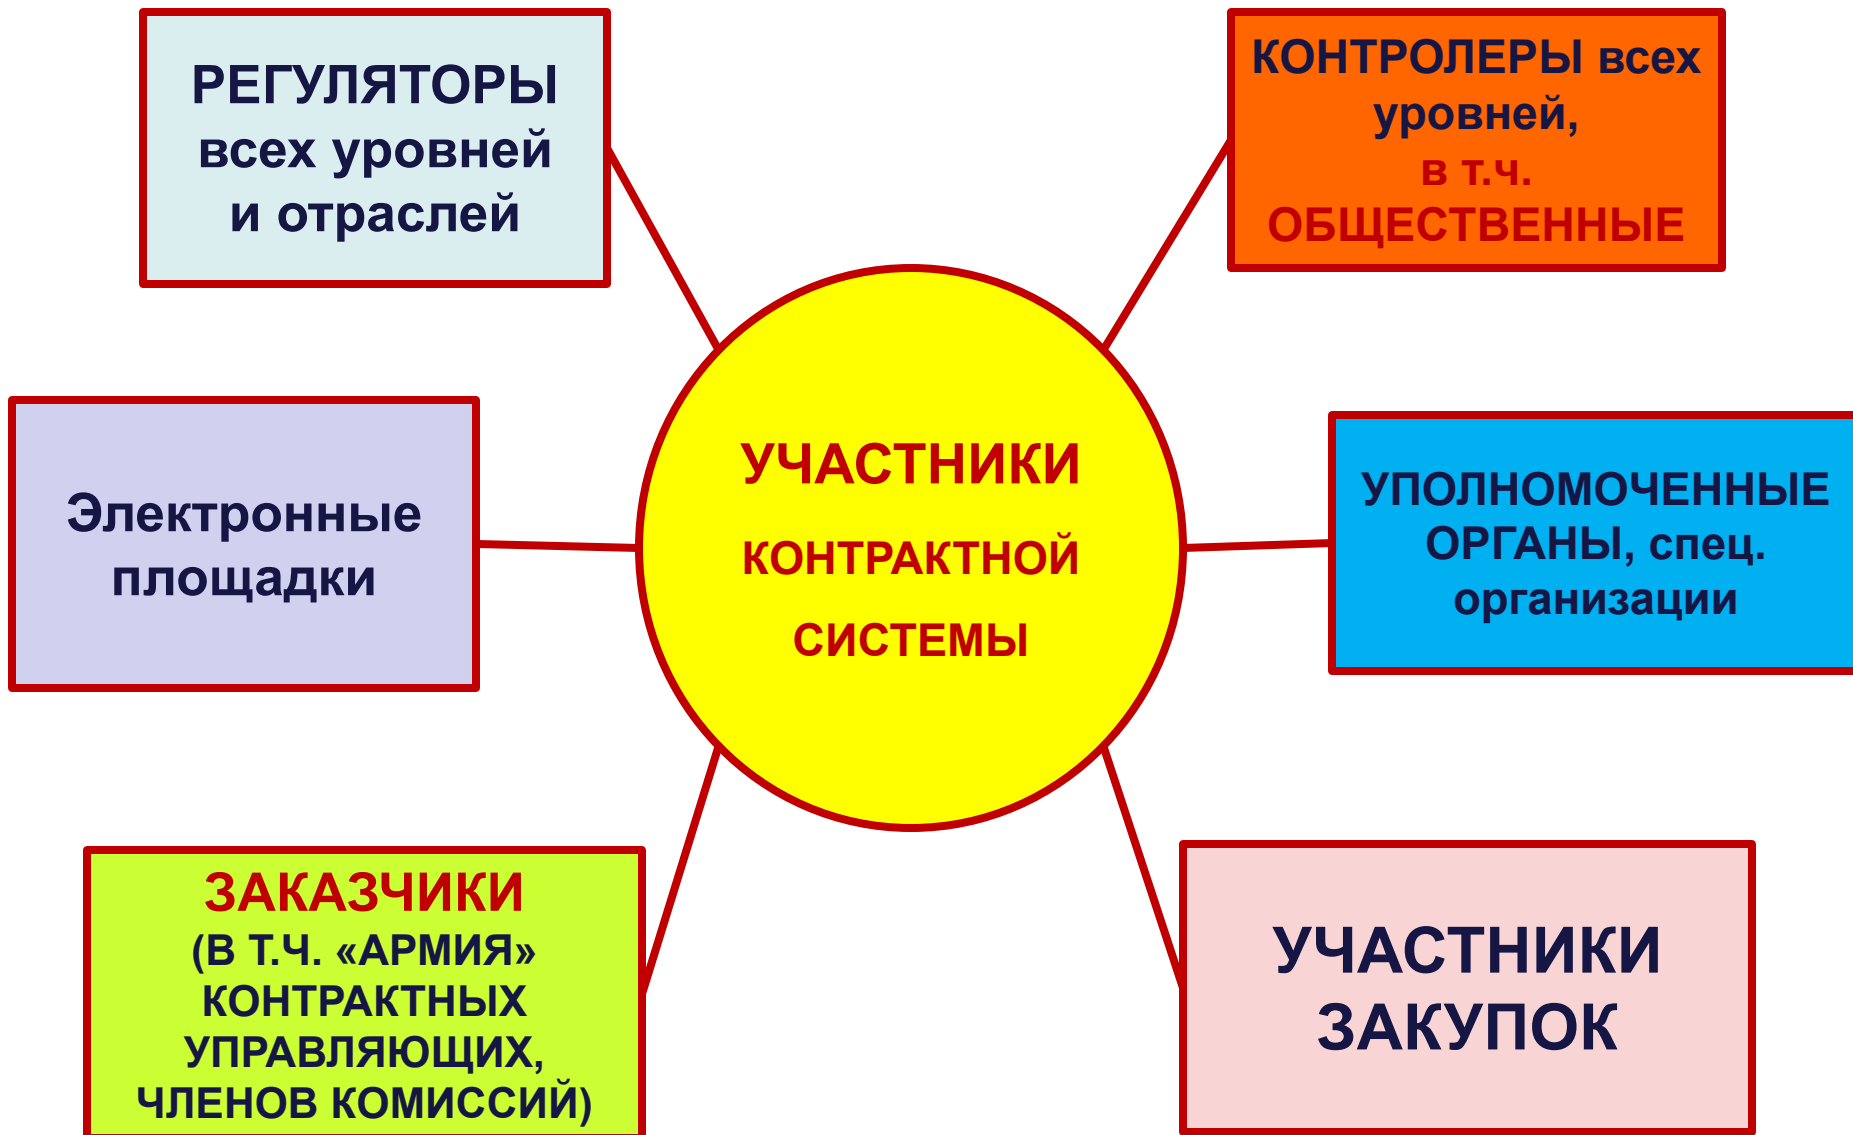 РЕГУЛЯТОРЫ
всех уровней
и отраслей
КОНТРОЛЕРЫ всех
уровней,
в т.ч.
ОБЩЕСТВЕННЫЕ
Электронные
площадки
УЧАСТНИКИ
КОНТРАКТНОЙ
СИСТЕМЫ
УПОЛНОМОЧЕННЫЕ
ОРГАНЫ, спец.
организации
ЗАКАЗЧИКИ
(В Т.Ч. «АРМИЯ»
КОНТРАКТНЫХ
УПРАВЛЯЮЩИХ,
ЧЛЕНОВ КОМИССИЙ)
УЧАСТНИКИ
ЗАКУПОК